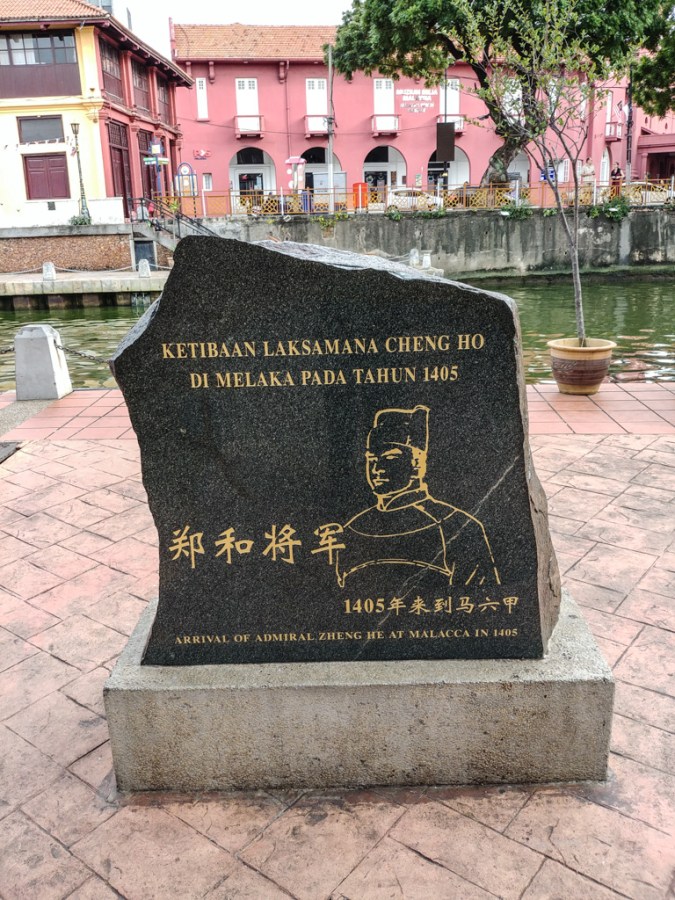 KETIBAAN LAKSAMANA CHENG HO
DI MELAKA PADA TAHUN 1405
郑和将军
1405年来到马六甲
ARRIVAL OF ADMIRAL ZHENG HE AT MALACCA IN 1405